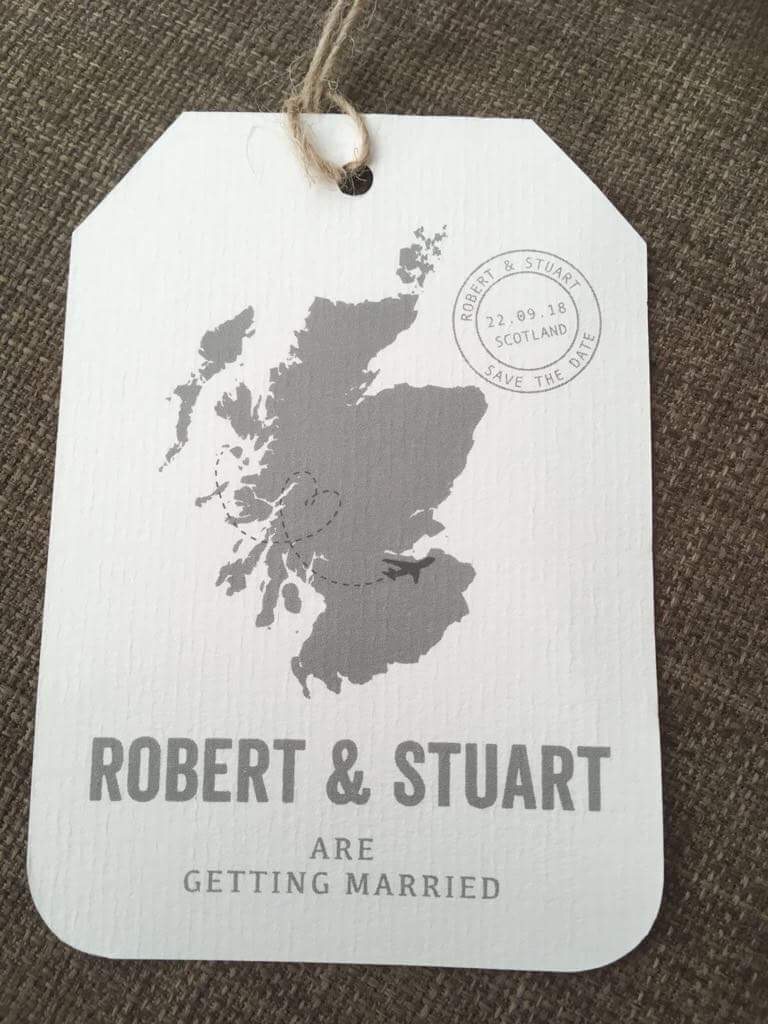 ROBERT & STUART
22.09.18
SCOTLAND
SAVE THE DATE
ROBERT & STUART
ARE
GETTING MARRIED